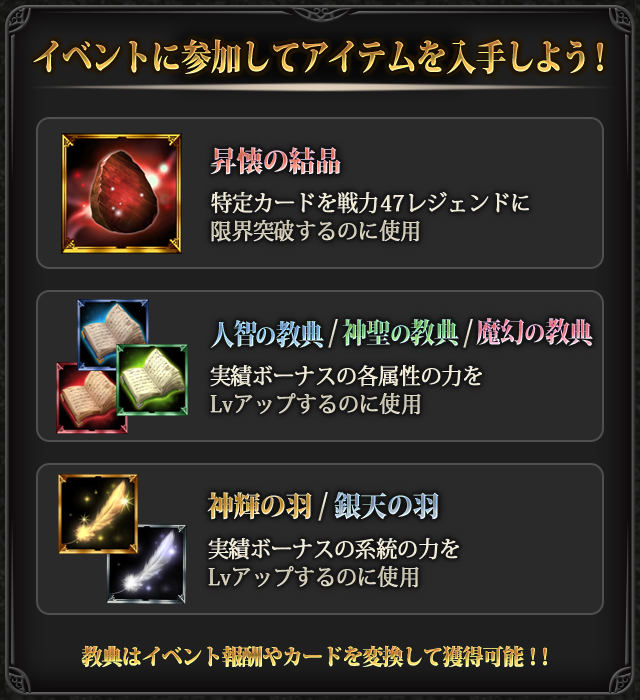 イベントに参加してアイテムを入手しよう!
昇懐の結晶
特定カードを戦力47レジェンドに
限界突破するのに使用
人智の教典/神聖の教典/魔幻の教典
実績ボーナスの各属性の力を
Lvアップするのに使用
神輝の羽/銀天の羽
実績ボーナスの系統の力を
Lvアップするのに使用
教典はイベント報酬やカードを変換して獲得可能!!